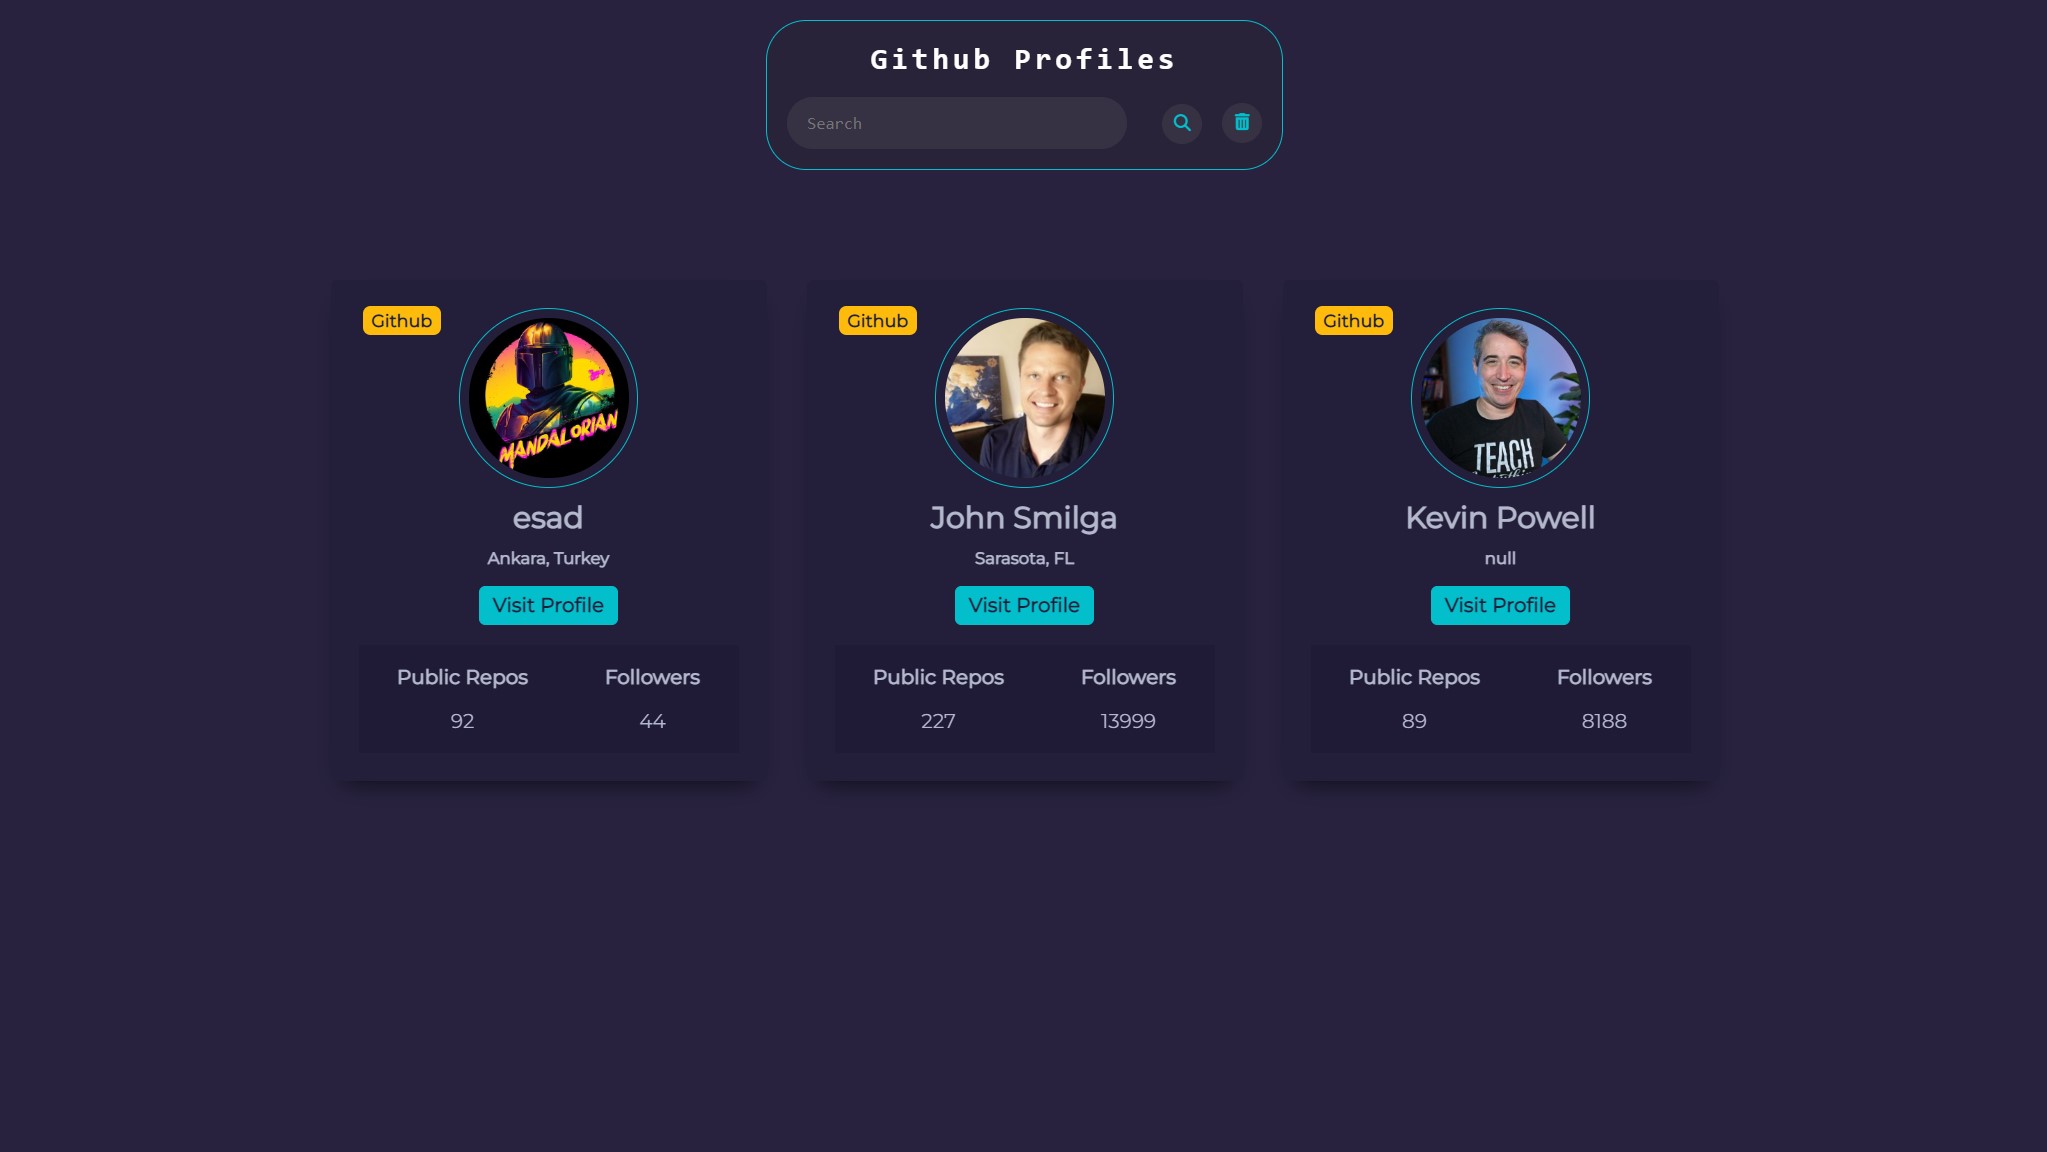 Github Profiles
Search
Github
MANDALORIAN
esad
Ankara, Turkey
Visit Profile
Public Repos Followers
92 44
Github
John Smilga
Sarasota, FL
Visit Profile
Public Repos Followers
227 13999
Github
TEACH
Kevin Powell
null
Visit Profile
Public Repos Followers
89 8188